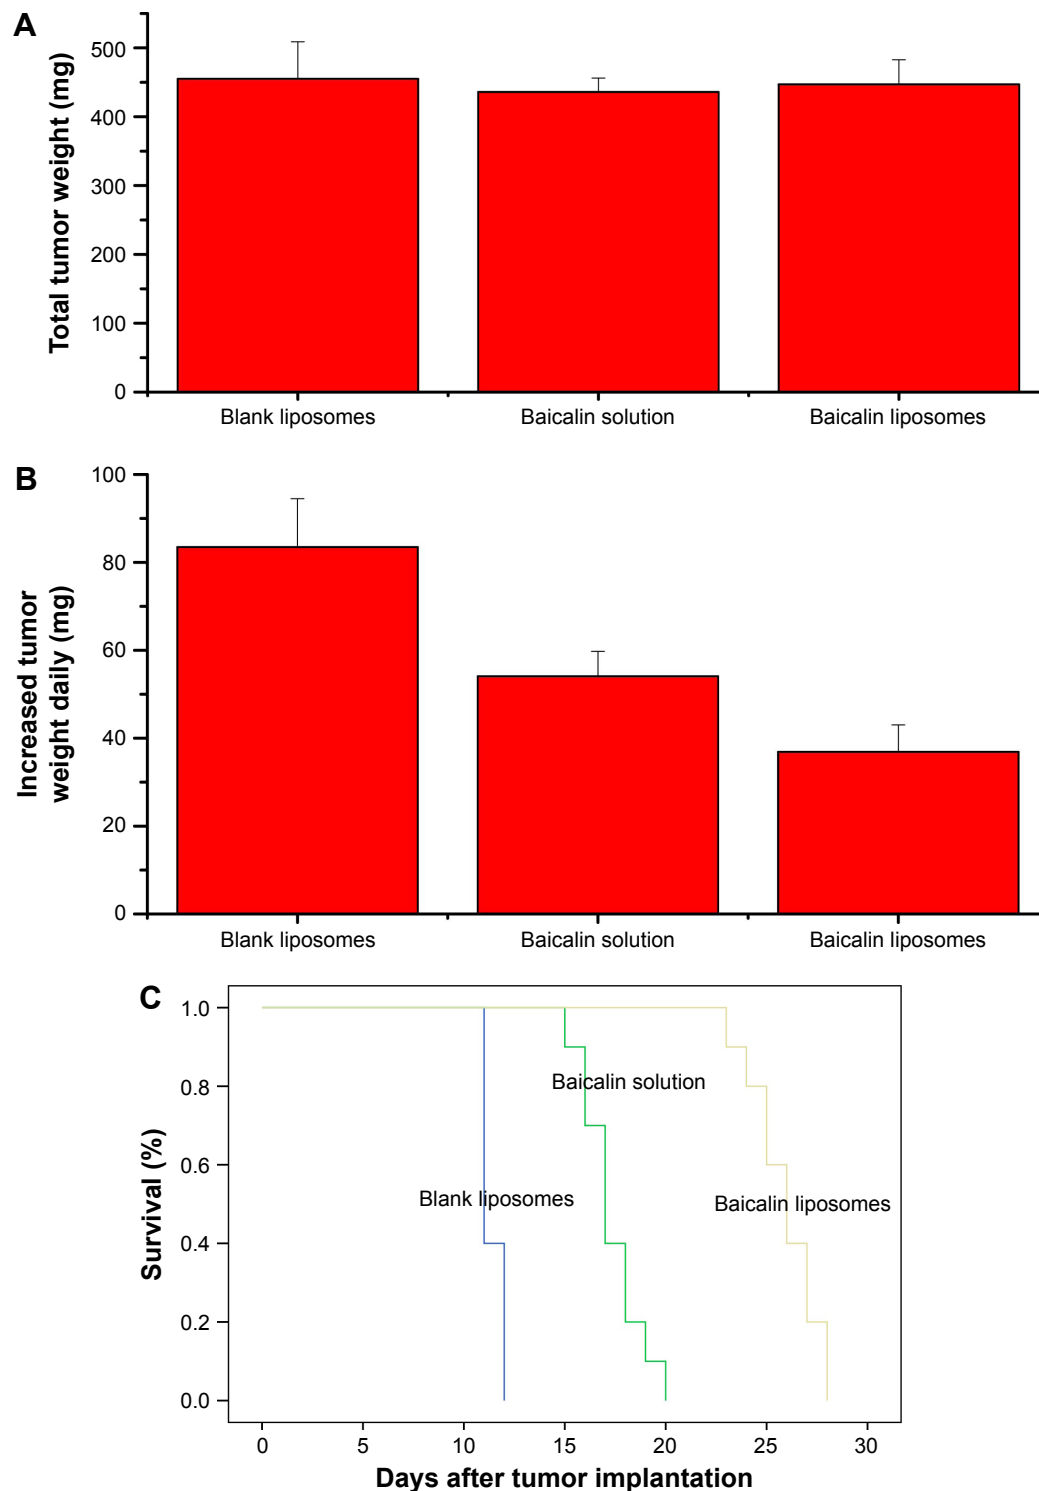 A
Total tumor weight (mg)
500
400
300
200
100
0
Blank liposomes
Baicalin solution
Baicalin liposomes
B
Increased tumor
weight daily (mg)
100
80
60
40
20
0
Blank liposomes
Baicalin solution
Baicalin liposomes
C
Survival (%)
1.0
0.8
0.6
0.4
0.2
0.0
Baicalin solution
Blank liposomes
Baicalin liposomes
0 5 10 15 20 25 30
Days after tumor implantation